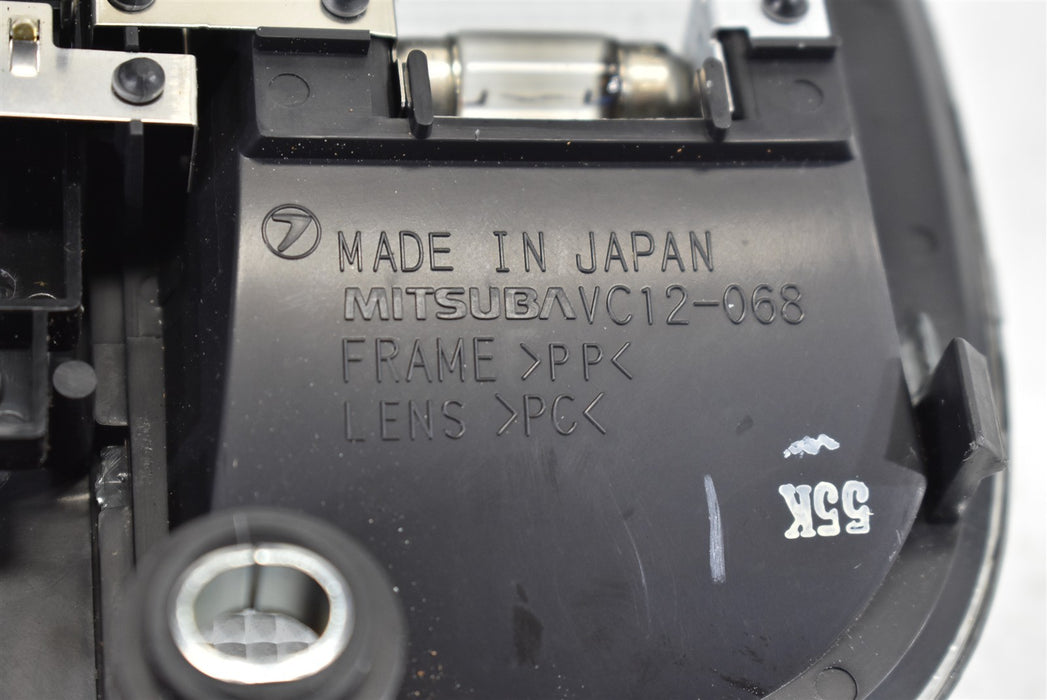 MADE IN JAPAN
MITSUBA VC12-068
FRAME >PP<
LENS >PC<
55K